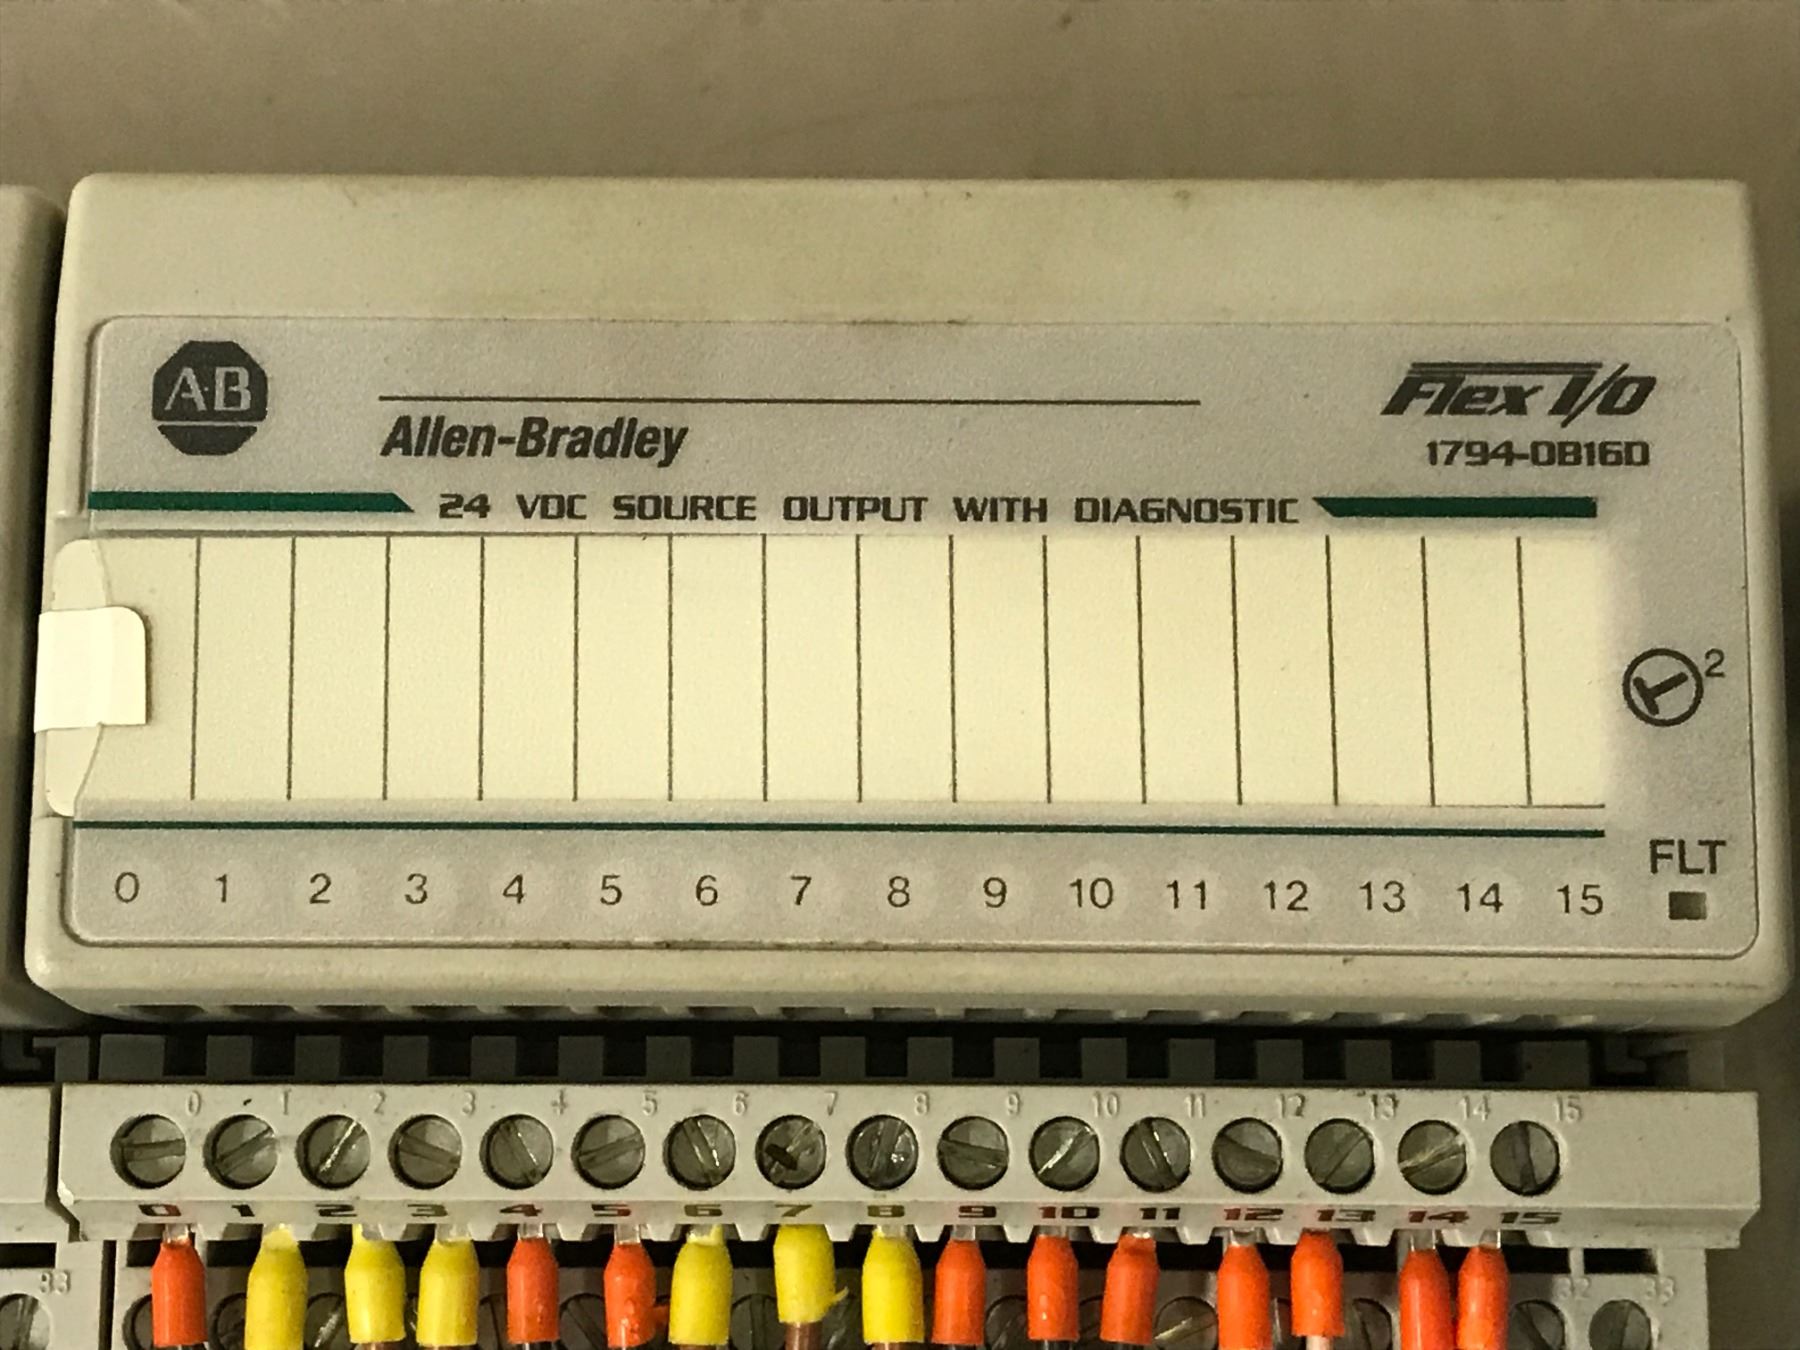 AB
Allen-Bradley
Flex I/O
1794-OB16D
24 VDC SOURCE OUTPUT WITH DIAGNOSTIC
2
FLT
0 1 2 3 4 5 6 7 8 9 10 11 12 13 14 15
0 1 2 3 4 5 6 7 8 9 10 11 12 13 14 15
0 1 2 3 4 5 6 7 8 9 10 11 12 13 14 15
33 32 33